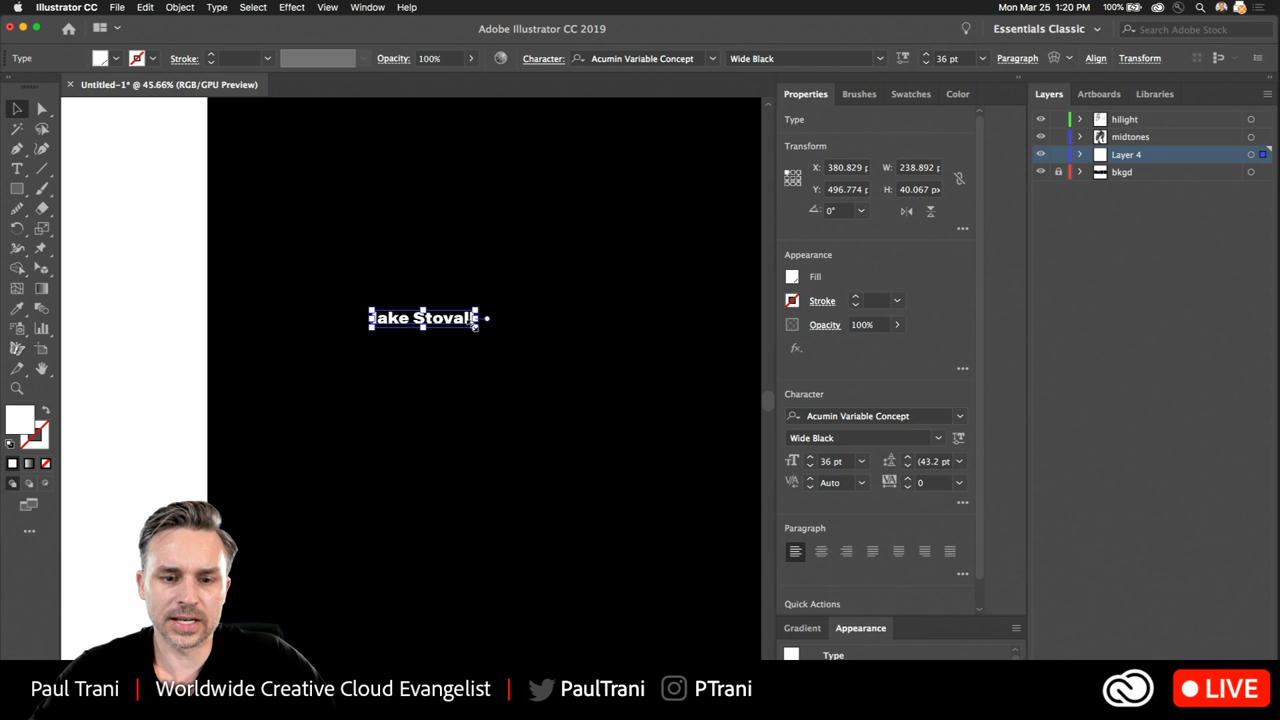 Illustrator CC File Edit Object Type Select Effect View Window Help 100% Mon Mar 25 1:20 PM
Adobe Illustrator CC 2019 Essentials Classic Search Adobe Stock
Type Stroke: Opacity: 100% Character: Acumin Variable Concept Wide Black 36 pt Paragraph Align Transform
Untitled-1* @ 45.66% (RGB/GPU Preview)
Properties Brushes Swatches Color Layers Artboards Libraries
Type
hilight
midtones
Layer 4
bkgd
Transform
X: 380.829 p W: 238.892 p
Y: 496.774 p H: 40.067 px
0°
Appearance
Fill
Stroke
Opacity 100%
fx.
Jake Stovall
Character
Acumin Variable Concept
Wide Black
36 pt (43.2 pt
Auto 0
Paragraph
Quick Actions
Gradient Appearance
Type
Paul Trani | Worldwide Creative Cloud Evangelist | PaulTrani PTrani LIVE